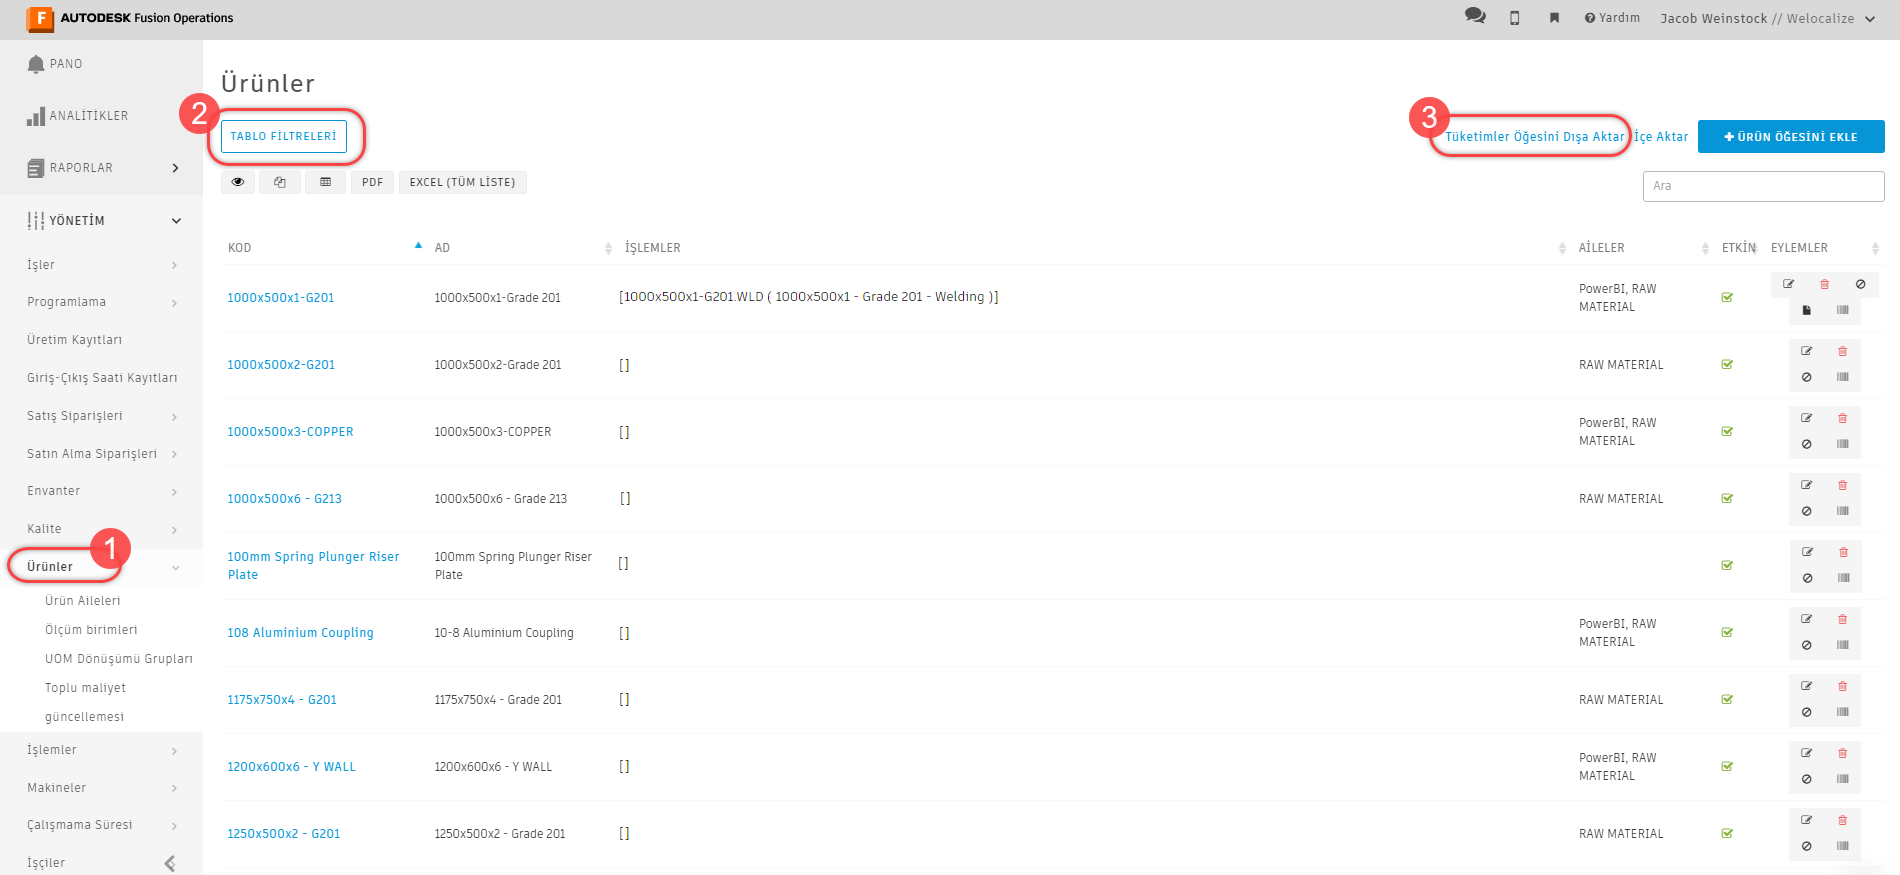 F AUTODESK Fusion Operations
Yardım
Jacob Weinstock // Welocalize
PANO
ANALİTİKLER
RAPORLAR
YÖNETİM
İşler
Programlama
Üretim Kayıtları
Giriş-Çıkış Saati Kayıtları
Satış Siparişleri
Satın Alma Siparişleri
Envanter
Kalite
1
Ürünler
Ürün Aileleri
Ölçüm birimleri
UOM Dönüşümü Grupları
Toplu maliyet
güncellemesi
İşlemler
Makineler
Çalışmama Süresi
İşçiler
Ürünler
2
TABLO FİLTRELERİ
3
Tüketimler Öğesini Dışa Aktar
İçe Aktar
ÜRÜN ÖĞESİNİ EKLE
PDF
EXCEL (TÜM LİSTE)
Ara
KOD AD İŞLEMLER AİLELER ETKİN EYLEMLER
1000x500x1-G201 1000x500x1-Grade 201 [1000x500x1-G201.WLD ( 1000x500x1 - Grade 201 - Welding )] PowerBI, RAW
MATERIAL
1000x500x2-G201 1000x500x2-Grade 201 [] RAW MATERIAL
1000x500x3-COPPER 1000x500x3-COPPER [] PowerBI, RAW
MATERIAL
1000x500x6 - G213 1000x500x6 - Grade 213 [] RAW MATERIAL
100mm Spring Plunger Riser 100mm Spring Plunger Riser []
Plate Plate
108 Aluminium Coupling 10-8 Aluminium Coupling [] PowerBI, RAW
MATERIAL
1175x750x4 - G201 1175x750x4 - Grade 201 [] RAW MATERIAL
1200x600x6 - Y WALL 1200x600x6 - Y WALL [] PowerBI, RAW
MATERIAL
1250x500x2 - G201 1250x500x2 - Grade 201 [] RAW MATERIAL